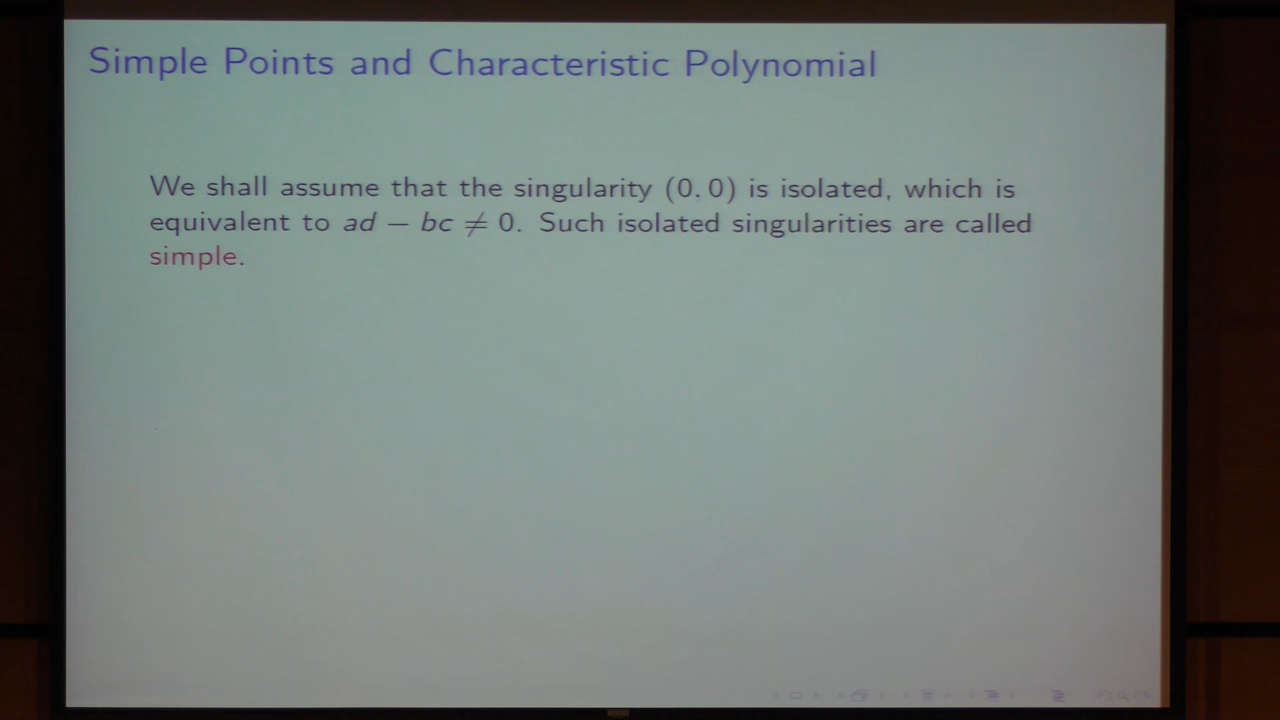 Simple Points and Characteristic Polynomial
We shall assume that the singularity (0, 0) is isolated, which is
equivalent to ad − bc ≠ 0. Such isolated singularities are called
simple.